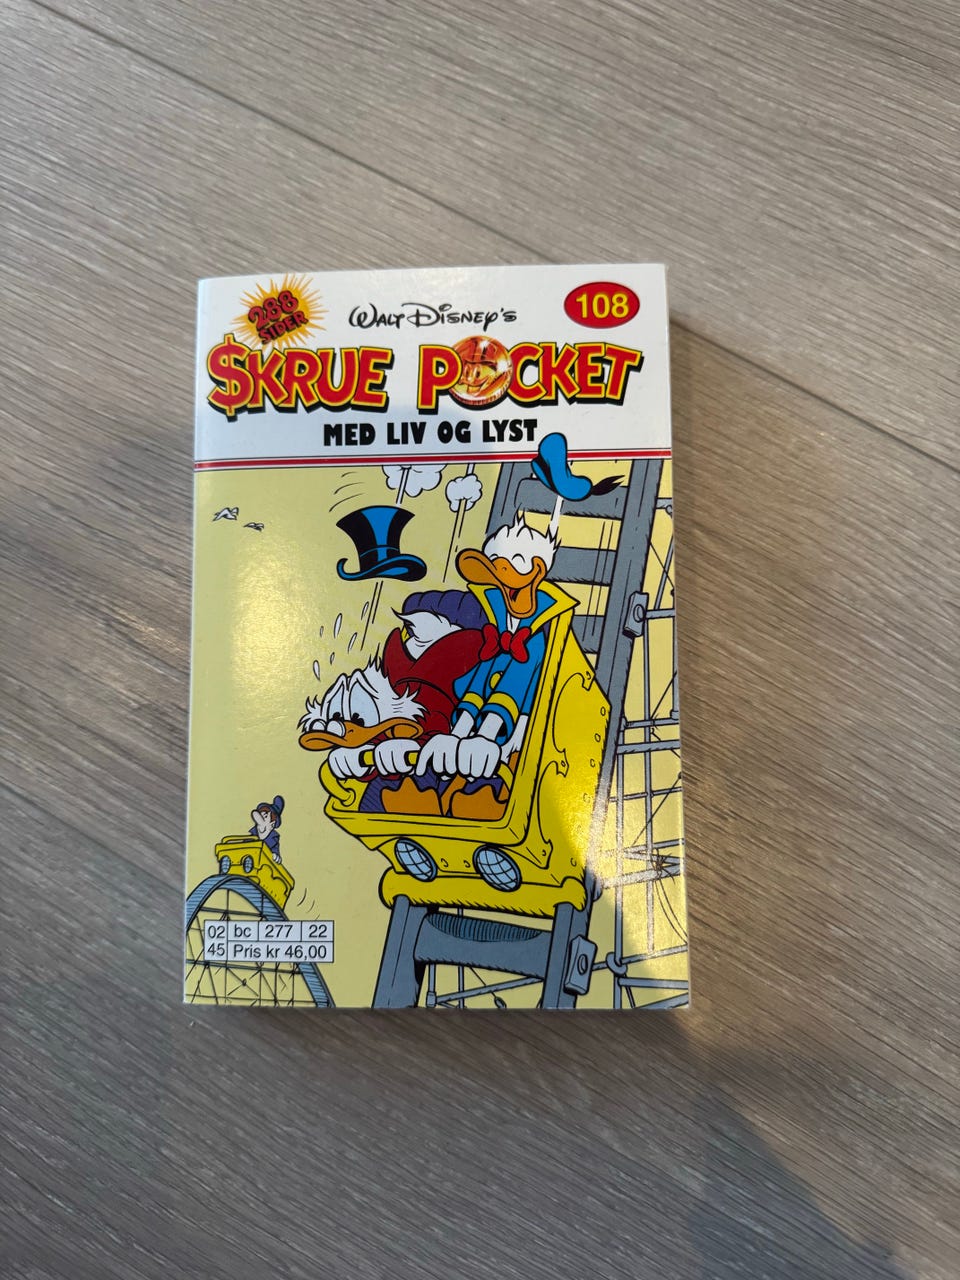 288
SIDER
WALT DISNEY'S
108
$KRUE POCKET
MED LIV OG LYST
02 bc 277 22
45 Pris kr 46,00